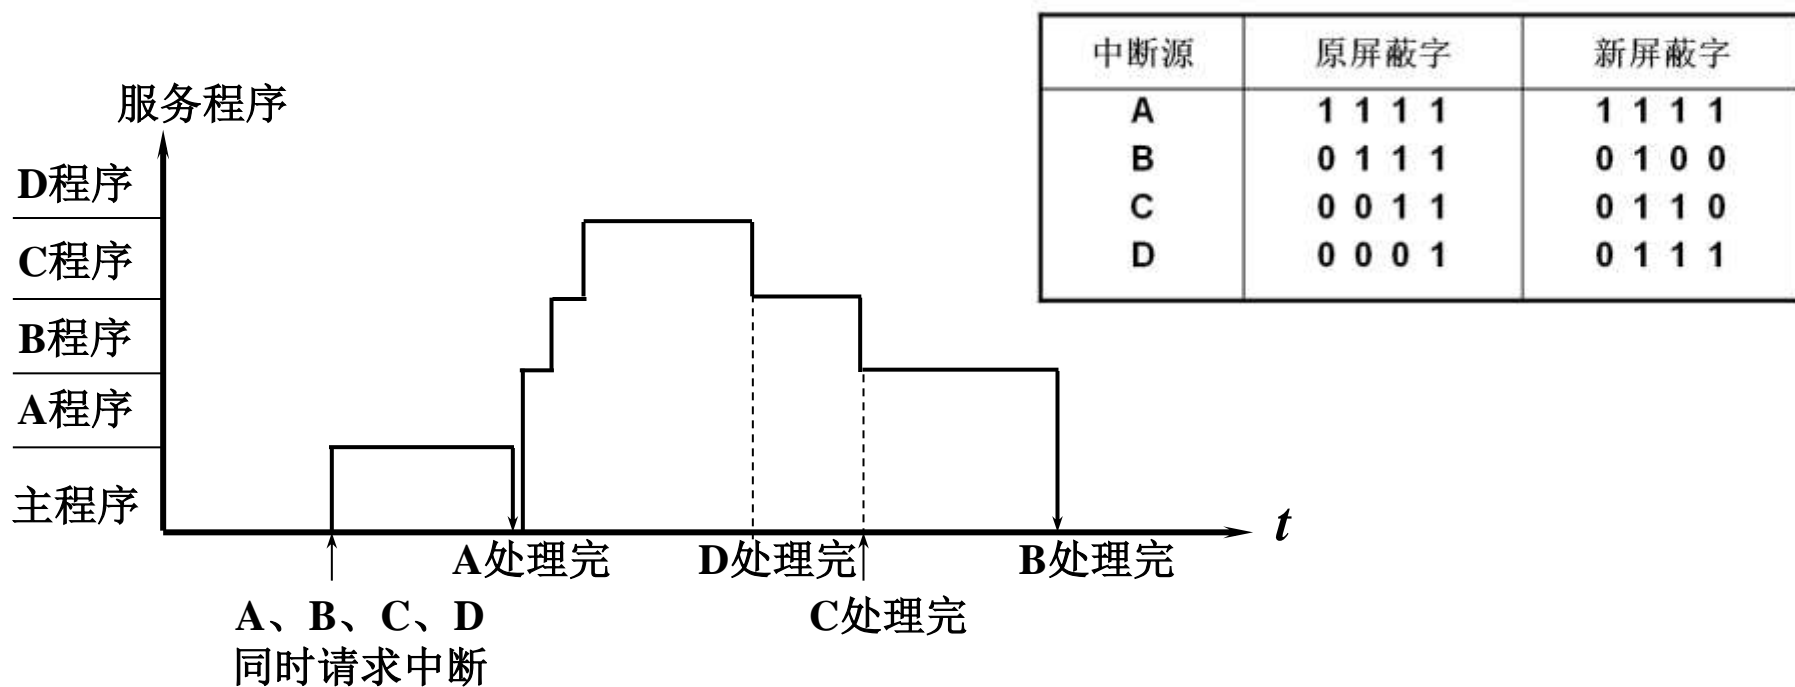 中断源 原屏蔽字 新屏蔽字
A 1 1 1 1 1 1 1 1
B 0 1 1 1 0 1 0 0
C 0 0 1 1 0 1 1 0
D 0 0 0 1 0 1 1 1
服务程序
D程序
C程序
B程序
A程序
主程序
t
A处理完 D处理完 B处理完
A、B、C、D C处理完
同时请求中断